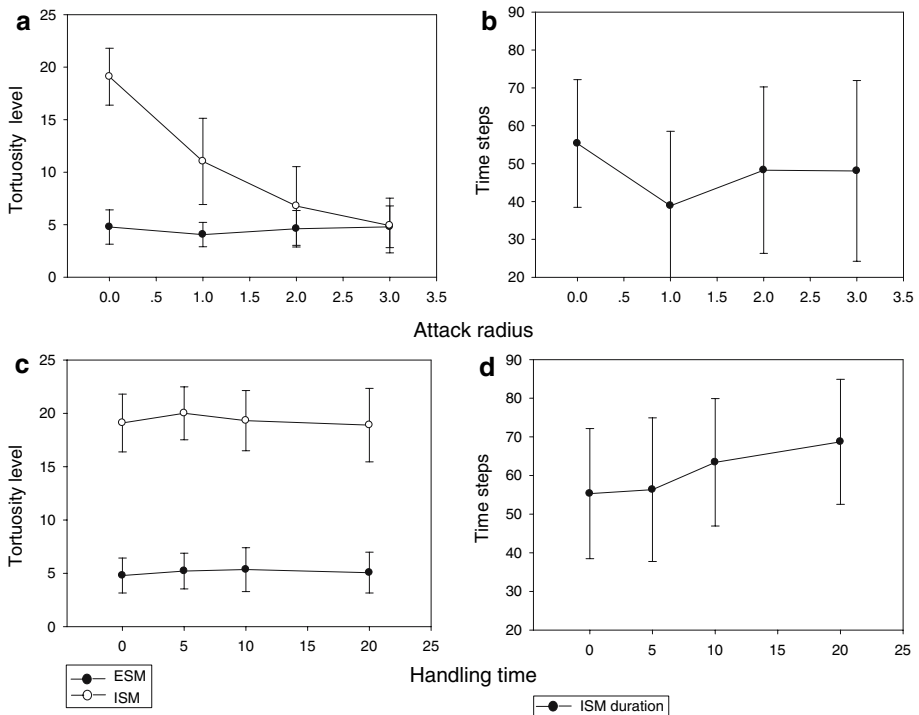 a
25
20
15
10
5
0
Tortuosity level
0.0 .5 1.0 1.5 2.0 2.5 3.0 3.5
b
90
80
70
60
50
40
30
20
Time steps
0.0 .5 1.0 1.5 2.0 2.5 3.0 3.5
Attack radius
c
25
20
15
10
5
0
Tortuosity level
0 5 10 15 20 25
d
90
80
70
60
50
40
30
20
Time steps
0 5 10 15 20 25
Handling time
ESM
ISM
ISM duration